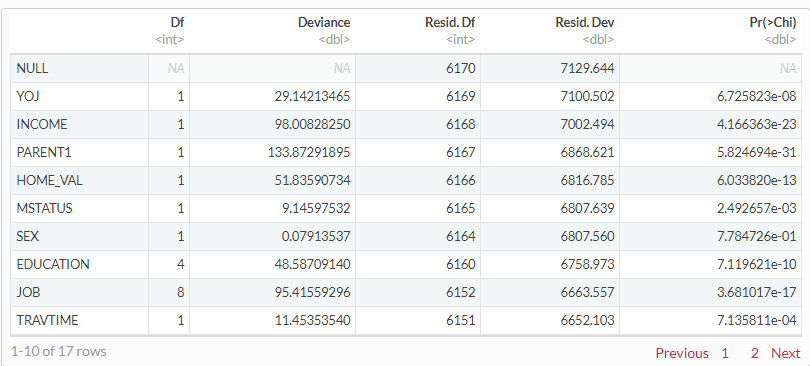 Df Deviance Resid. Df Resid. Dev Pr(>Chi)
<int> <dbl> <int> <dbl> <dbl>
NULL NA NA 6170 7129.644 NA
YOJ 1 29.14213465 6169 7100.502 6.725823e-08
INCOME 1 98.00828250 6168 7002.494 4.166363e-23
PARENT1 1 133.87291895 6167 6868.621 5.824694e-31
HOME_VAL 1 51.83590734 6166 6816.785 6.033820e-13
MSTATUS 1 9.14597532 6165 6807.639 2.492657e-03
SEX 1 0.07913537 6164 6807.560 7.784726e-01
EDUCATION 4 48.58709140 6160 6758.973 7.119621e-10
JOB 8 95.41559296 6152 6663.557 3.681017e-17
TRAVTIME 1 11.45353540 6151 6652.103 7.135811e-04
1-10 of 17 rows Previous 1 2 Next